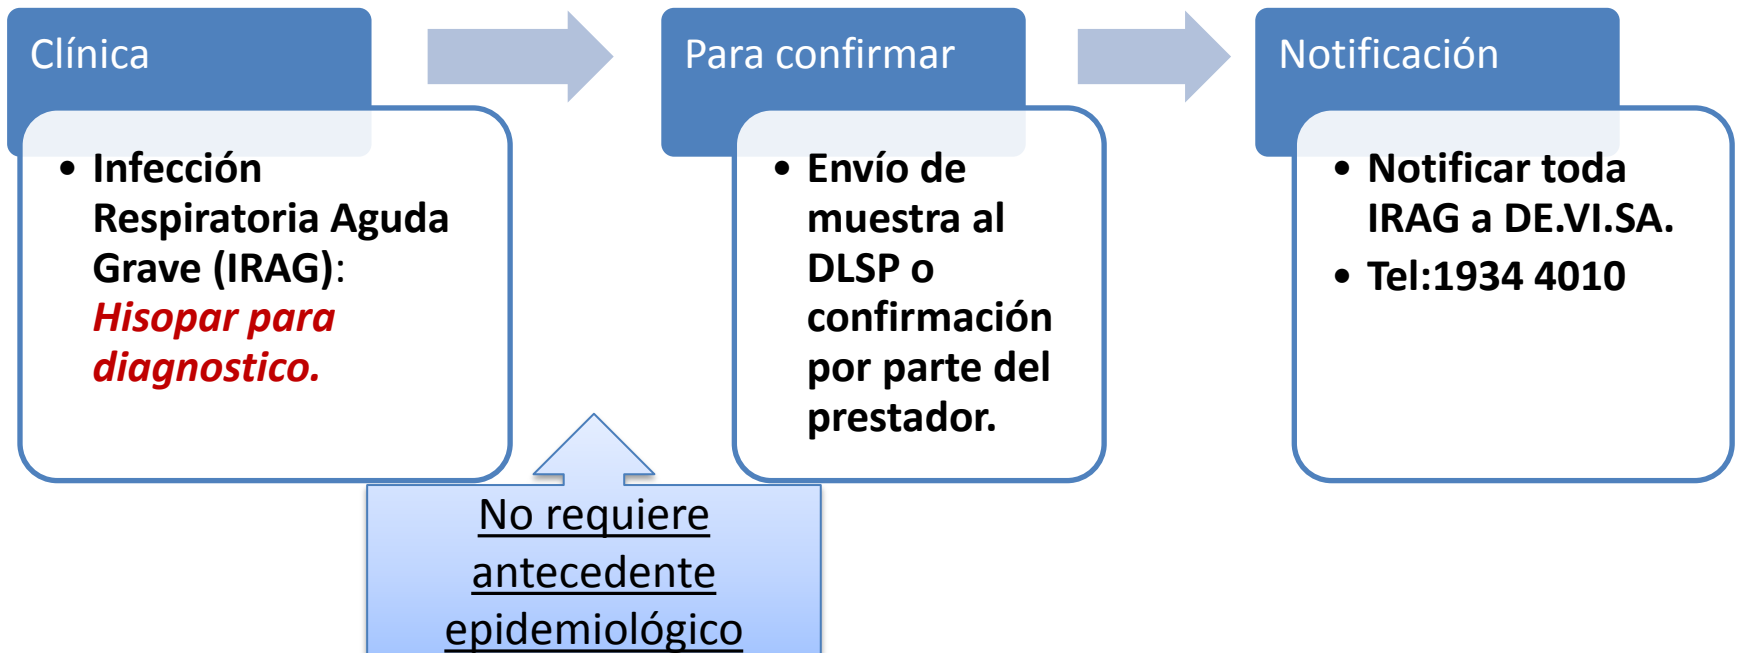 Clínica
• Infección
Respiratoria Aguda
Grave (IRAG):
Hisopar para
diagnostico.
No requiere
antecedente
epidemiológico
Para confirmar
• Envío de
muestra al
DLSP o
confirmación
por parte del
prestador.
Notificación
• Notificar toda
IRAG a DE.VI.SA.
• Tel:1934 4010